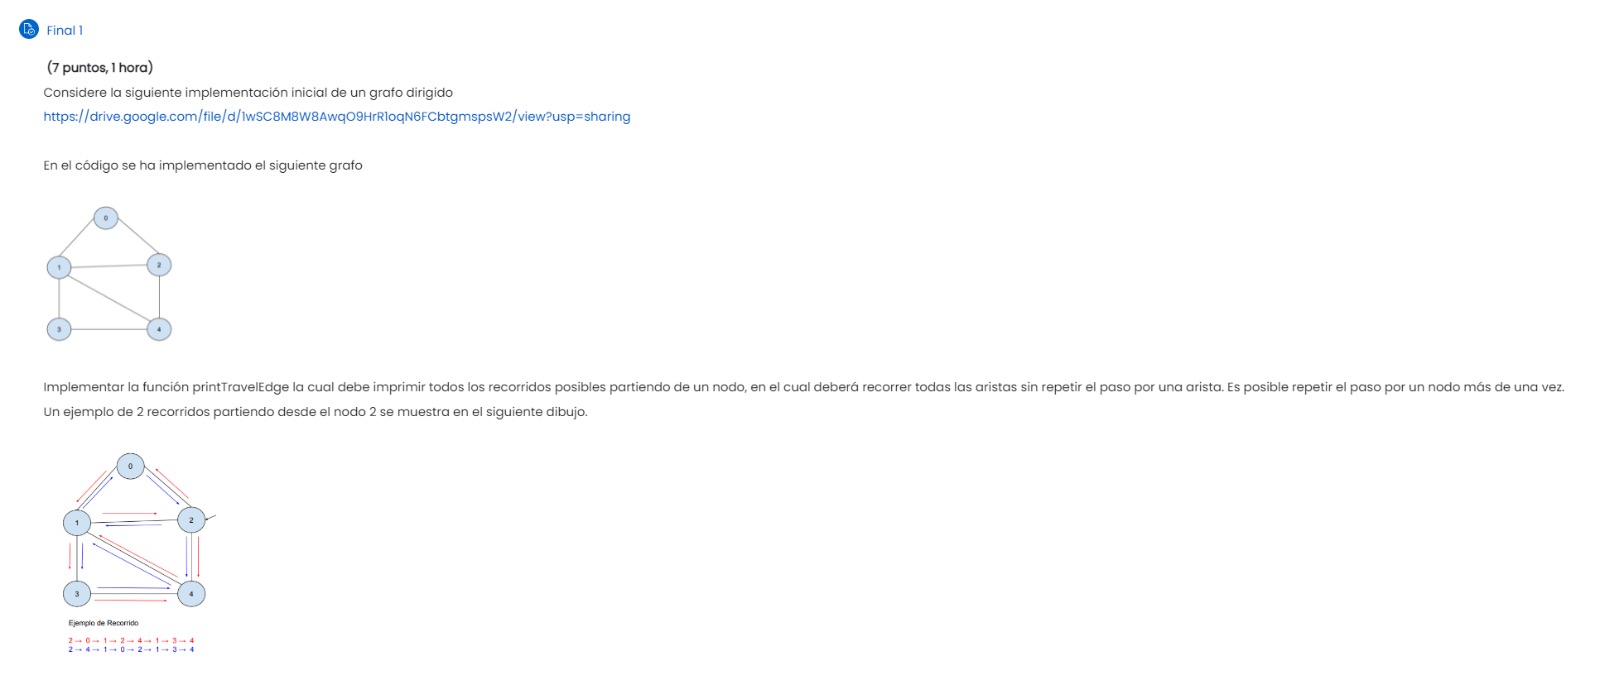 Final 1
(7 puntos, 1 hora)
Considere la siguiente implementación inicial de un grafo dirigido
https://drive.google.com/file/d/1wSC8M8W8AwqO9HrR1oqN6FCbtgmspsW2/view?usp=sharing
En el código se ha implementado el siguiente grafo
0
1 2
3 4
Implementar la función printTravelEdge la cual debe imprimir todos los recorridos posibles partiendo de un nodo, en el cual deberá recorrer todas las aristas sin repetir el paso por una arista. Es posible repetir el paso por un nodo más de una vez.
Un ejemplo de 2 recorridos partiendo desde el nodo 2 se muestra en el siguiente dibujo.
0
1 2
3 4
Ejemplo de Recorrido
2 → 0 → 1 → 2 → 4 → 1 → 3 → 4
2 → 4 → 1 → 0 → 2 → 1 → 3 → 4